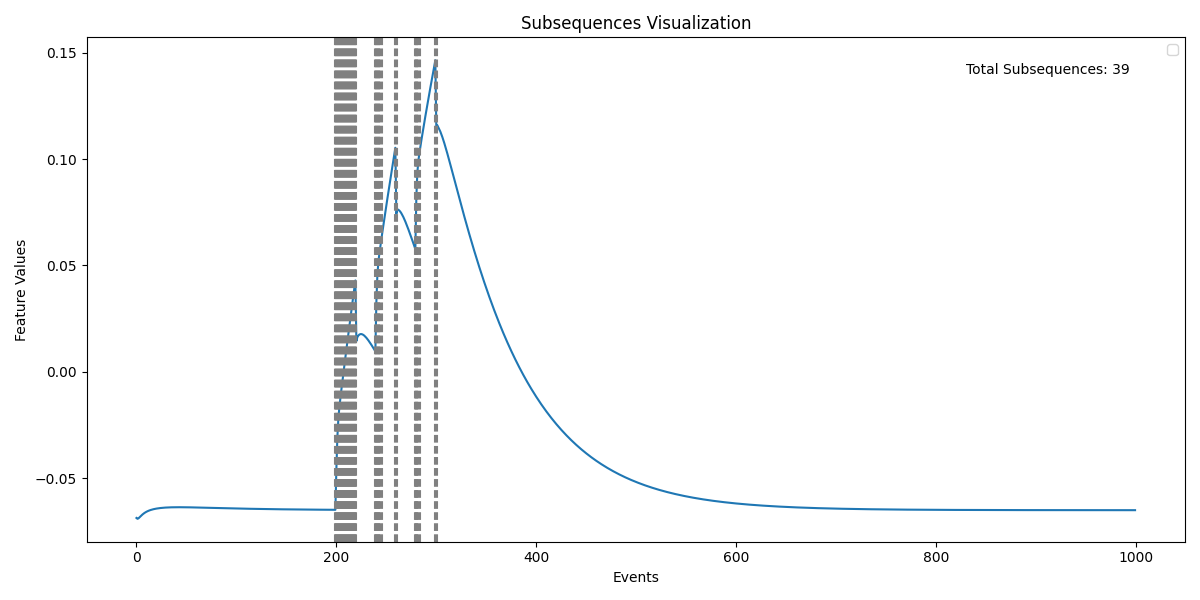 Subsequences Visualization
Total Subsequences: 39
0.15
0.10
0.05
0.00
−0.05
Feature Values
0 200 400 600 800 1000
Events